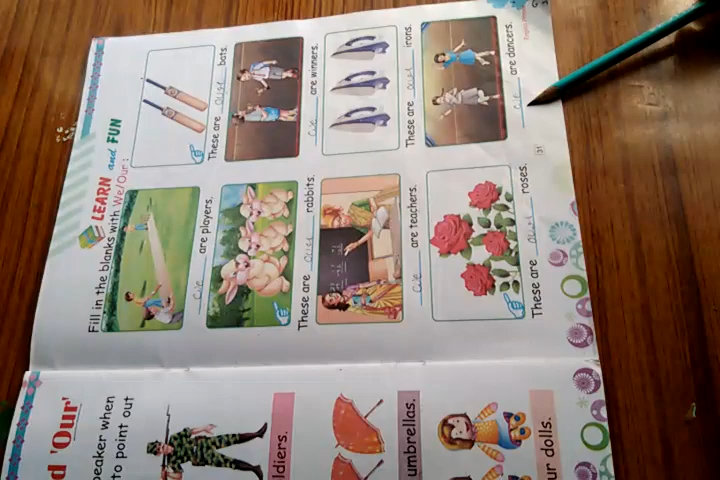 d 'Our'
peaker when
to point out
ldiers.
umbrellas.
ur dolls.
LEARN and FUN
Fill in the blanks with We/Our :
We are players.
These are our bats.
These are our rabbits.
We are winners.
We are teachers.
These are our irons.
These are our roses.
We are dancers.
31